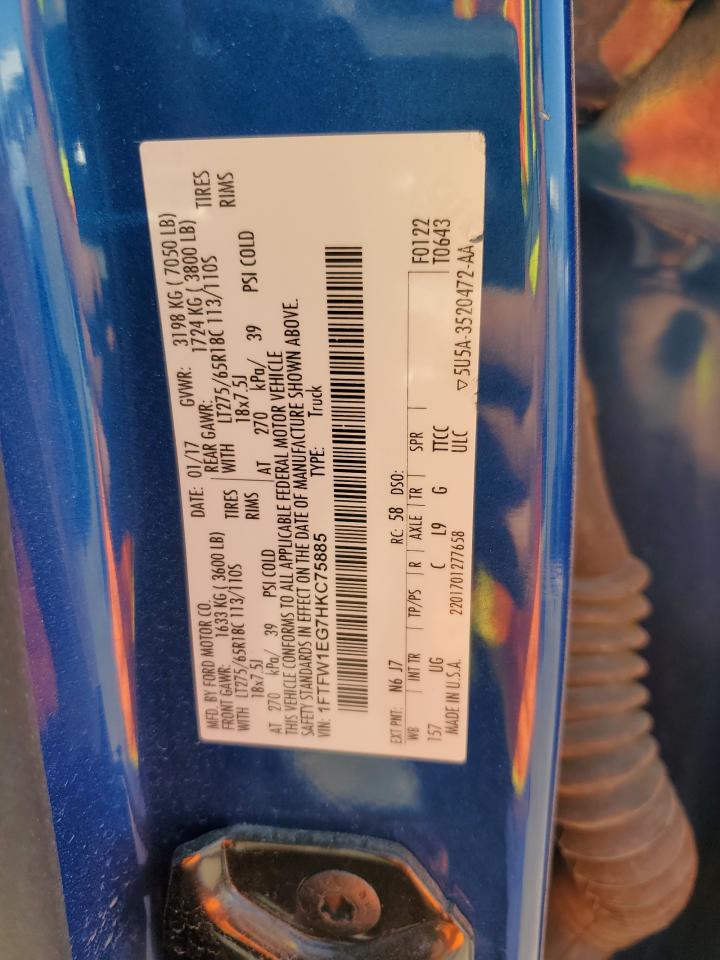 MFD. BY FORD MOTOR CO. DATE: 01/17 GVWR: 3198 KG ( 7050 LB)
FRONT GAWR: 1633 KG ( 3600 LB) REAR GAWR: 1724 KG ( 3800 LB)
WITH LT275/65R18C 113/110S TIRES WITH LT275/65R18C 113/110S TIRES
18x7.5J RIMS 18x7.5J RIMS
AT 270 kPa/ 39 PSI COLD AT 270 kPa/ 39 PSI COLD
THIS VEHICLE CONFORMS TO ALL APPLICABLE FEDERAL MOTOR VEHICLE
SAFETY STANDARDS IN EFFECT ON THE DATE OF MANUFACTURE SHOWN ABOVE.
VIN: 1FTFW1EG7HKC75885 TYPE: Truck
EXT PNT: N6 J7 RC: 58 DSO: F0122
WB INT TR TP/PS R AXLE TR SPR T0643
157 UG C L9 G TTCC
MADE IN U.S.A. 2201701277658 ULC ▽5U5A-3520472-AA